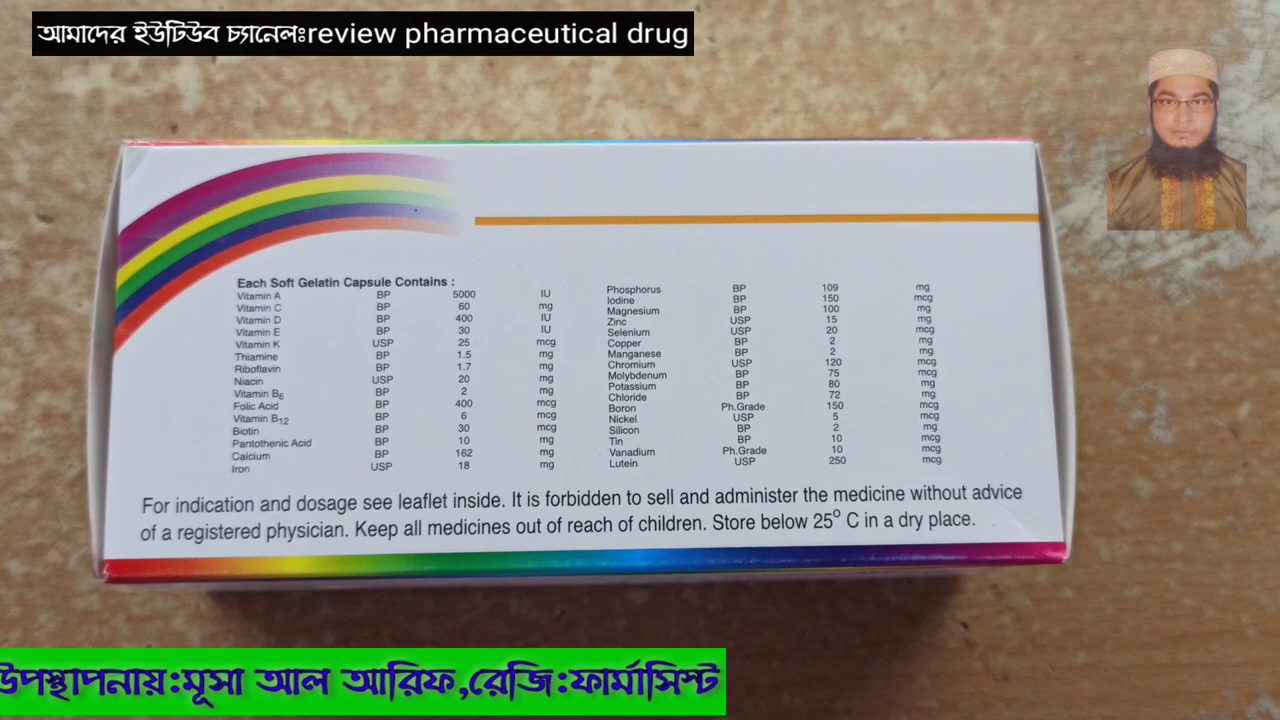 আমাদের ইউটিউব চ্যানেলঃreview pharmaceutical drug
Each Soft Gelatin Capsule Contains :
Vitamin A BP 5000 IU
Vitamin C BP 60 mg
Vitamin D BP 400 IU
Vitamin E BP 30 IU
Vitamin K USP 25 mcg
Thiamine BP 1.5 mg
Riboflavin BP 1.7 mg
Niacin USP 20 mg
Vitamin B6 BP 2 mg
Folic Acid BP 400 mcg
Vitamin B12 BP 6 mcg
Biotin BP 30 mcg
Pantothenic Acid BP 10 mg
Calcium BP 162 mg
Iron USP 18 mg
Phosphorus BP 109 mg
Iodine BP 150 mcg
Magnesium BP 100 mg
Zinc USP 15 mg
Selenium USP 20 mcg
Copper BP 2 mg
Manganese BP 2 mg
Chromium USP 120 mcg
Molybdenum BP 75 mcg
Potassium BP 80 mg
Chloride BP 72 mg
Boron Ph.Grade 150 mcg
Nickel USP 5 mcg
Silicon BP 2 mg
Tin BP 10 mcg
Vanadium Ph.Grade 10 mcg
Lutein USP 250 mcg
For indication and dosage see leaflet inside. It is forbidden to sell and administer the medicine without advice
of a registered physician. Keep all medicines out of reach of children. Store below 25° C in a dry place.
উপস্থাপনায়:মূসা আল আরিফ,রেজি:ফার্মাসিস্ট